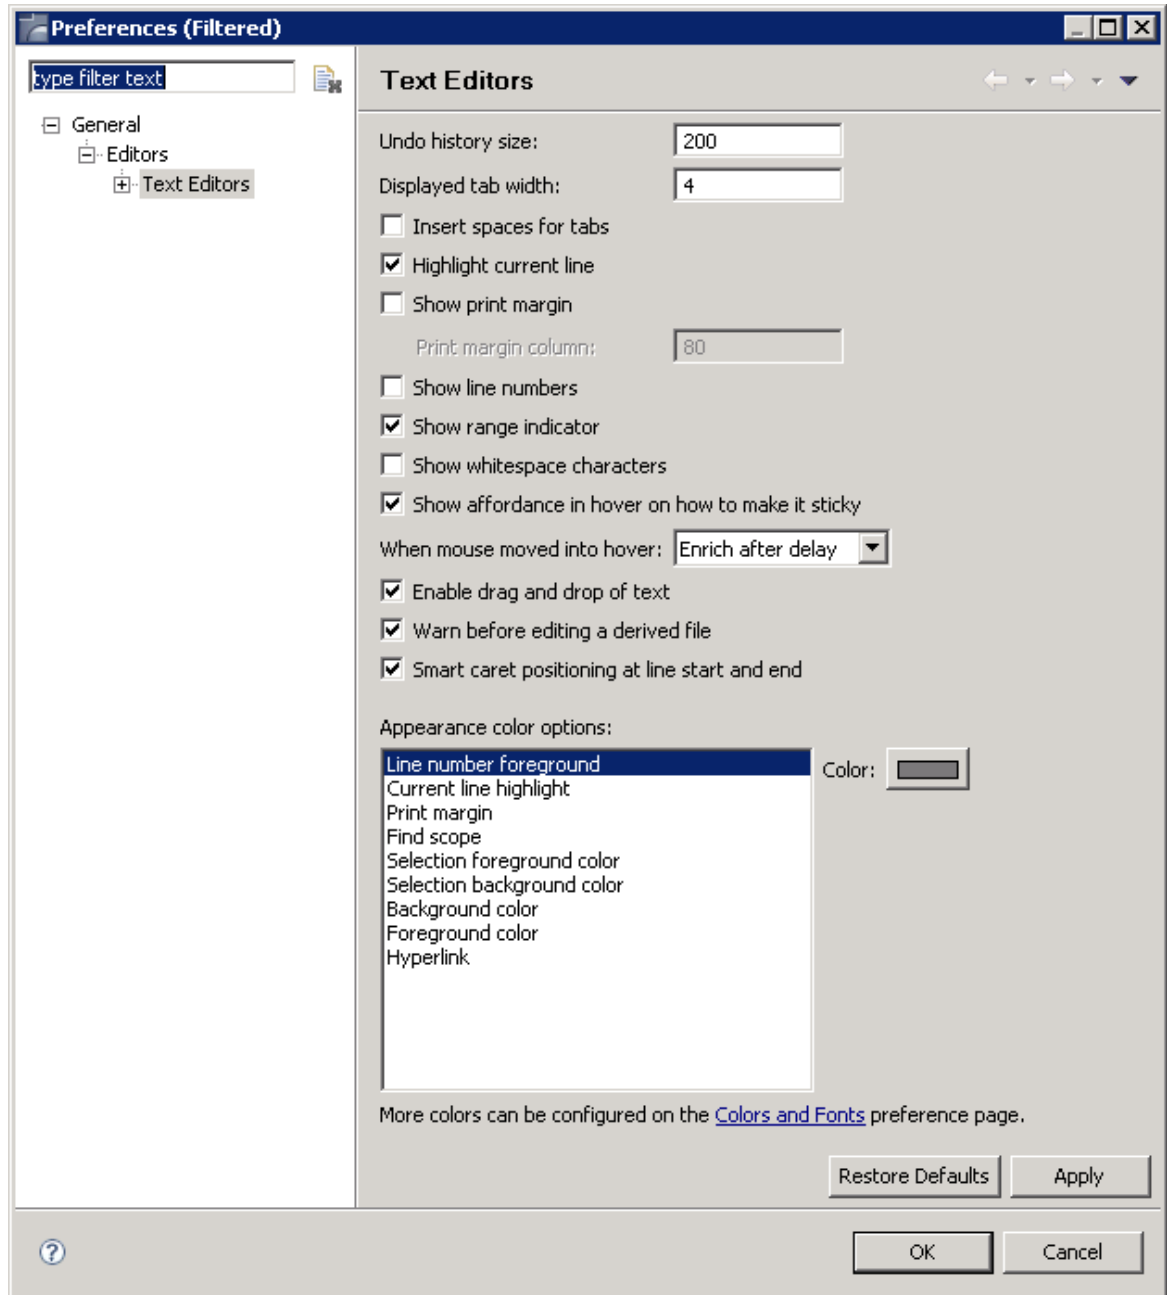 Preferences (Filtered)
type filter text
General
Editors
Text Editors
Text Editors
Undo history size: 200
Displayed tab width: 4
Insert spaces for tabs
Highlight current line
Show print margin
Print margin column: 80
Show line numbers
Show range indicator
Show whitespace characters
Show affordance in hover on how to make it sticky
When mouse moved into hover: Enrich after delay
Enable drag and drop of text
Warn before editing a derived file
Smart caret positioning at line start and end
Appearance color options:
Line number foreground
Current line highlight
Print margin
Find scope
Selection foreground color
Selection background color
Background color
Foreground color
Hyperlink
Color:
More colors can be configured on the Colors and Fonts preference page.
Restore Defaults Apply
? OK Cancel